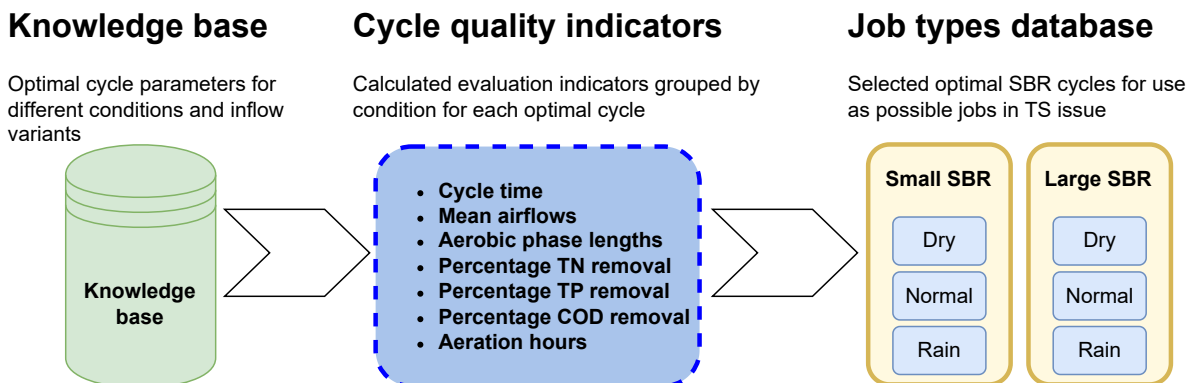 Knowledge base
Optimal cycle parameters for
different conditions and inflow
variants
Knowledge
base
Cycle quality indicators
Calculated evaluation indicators grouped by
condition for each optimal cycle
• Cycle time
• Mean airflows
• Aerobic phase lengths
• Percentage TN removal
• Percentage TP removal
• Percentage COD removal
• Aeration hours
Job types database
Selected optimal SBR cycles for use
as possible jobs in TS issue
Small SBR
Dry
Normal
Rain
Large SBR
Dry
Normal
Rain